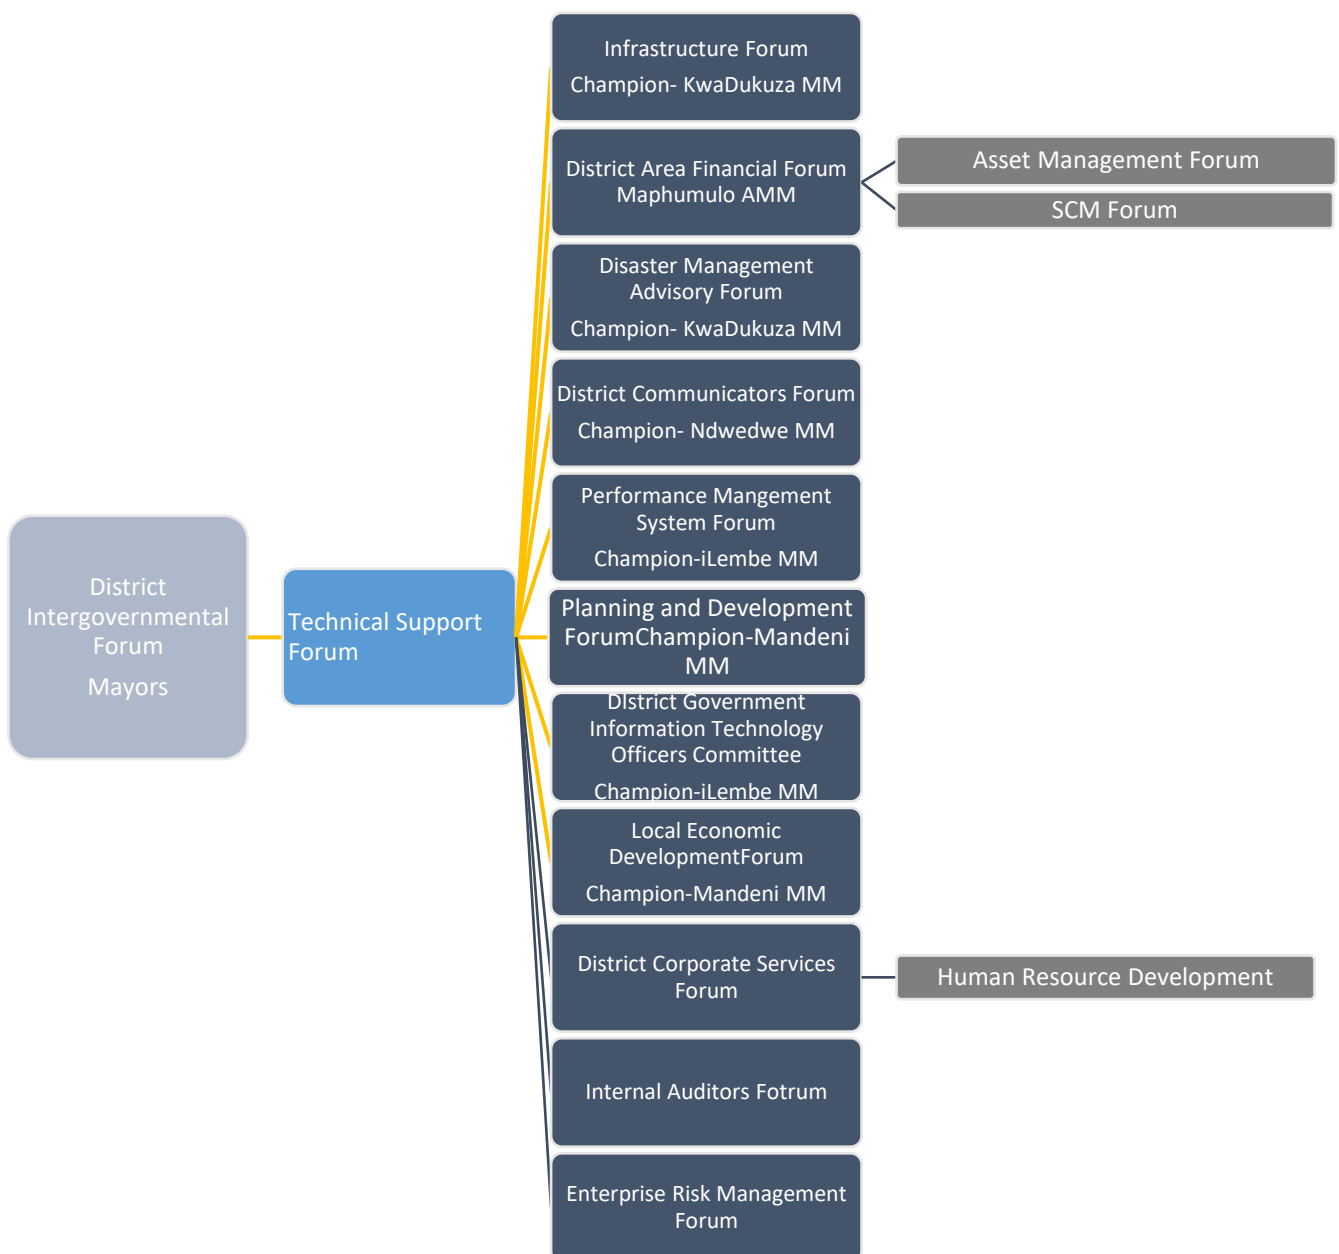 District
Intergovernmental
Forum
Mayors
Technical Support
Forum
Infrastructure Forum
Champion- KwaDukuza MM
District Area Financial Forum
Maphumulo AMM
Asset Management Forum
SCM Forum
Disaster Management
Advisory Forum
Champion- KwaDukuza MM
District Communicators Forum
Champion- Ndwedwe MM
Performance Mangement
System Forum
Champion-iLembe MM
Planning and Development
ForumChampion-Mandeni
MM
DIstrict Government
Information Technology
Officers Committee
Champion-iLembe MM
Local Economic
DevelopmentForum
Champion-Mandeni MM
District Corporate Services
Forum
Human Resource Development
Internal Auditors Fotrum
Enterprise Risk Management
Forum